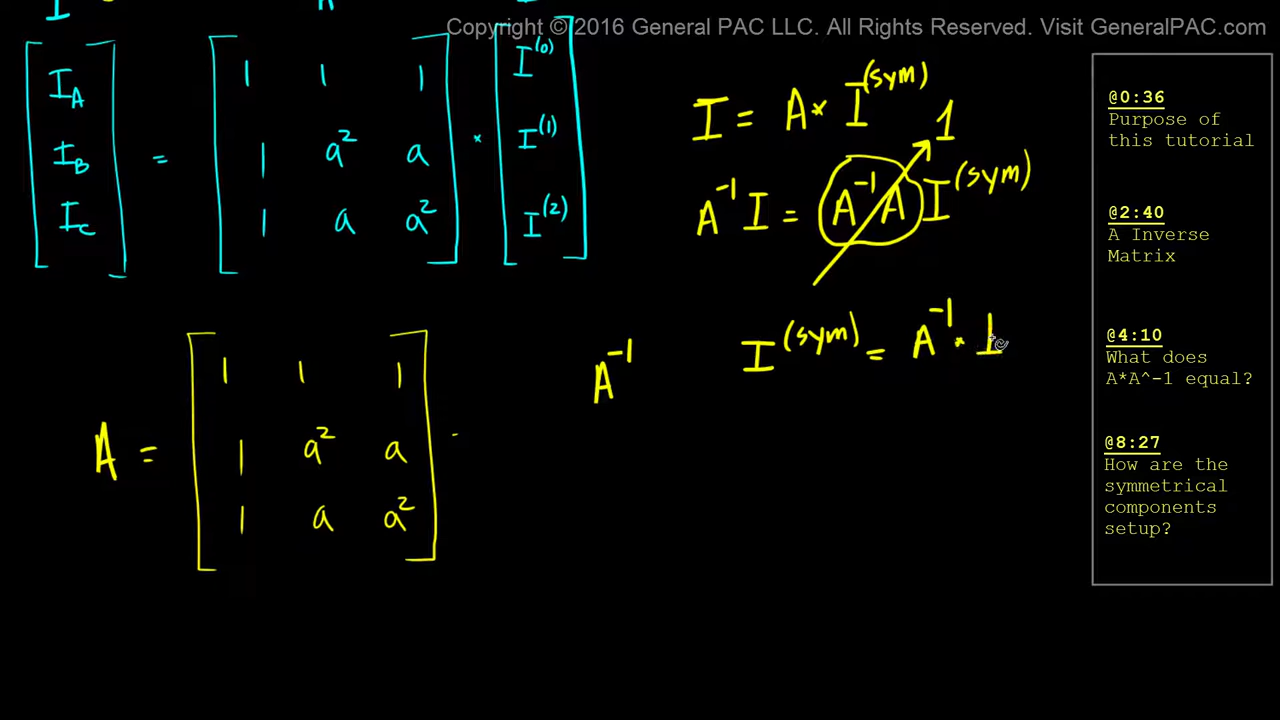 Copyright © 2016 General PAC LLC. All Rights Reserved. Visit GeneralPAC.com
I_A
I_B
I_C
=
1 1 1
1 a² a
1 a a²
·
I^(0)
I^(1)
I^(2)
I = A * I^(sym)
1
A⁻¹ I = A⁻¹ A I^(sym)
I^(sym) = A⁻¹ * I
A =
1 1 1
1 a² a
1 a a²
A⁻¹
@0:36
Purpose of
this tutorial
@2:40
A Inverse
Matrix
@4:10
What does
A*A^-1 equal?
@8:27
How are the
symmetrical
components
setup?